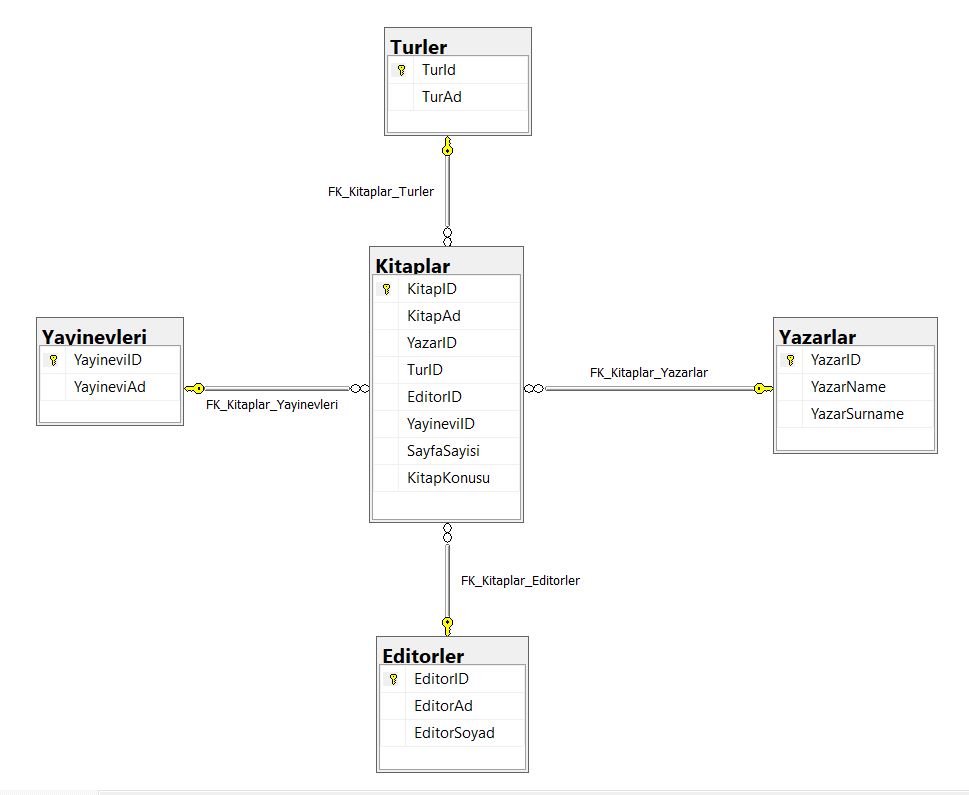 Turler
TurId
TurAd
FK_Kitaplar_Turler
Kitaplar
KitapID
KitapAd
YazarID
TurID
EditorID
YayineviID
SayfaSayisi
KitapKonusu
Yayinevleri
YayineviID
YayineviAd
FK_Kitaplar_Yayinevleri
FK_Kitaplar_Yazarlar
Yazarlar
YazarID
YazarName
YazarSurname
FK_Kitaplar_Editorler
Editorler
EditorID
EditorAd
EditorSoyad